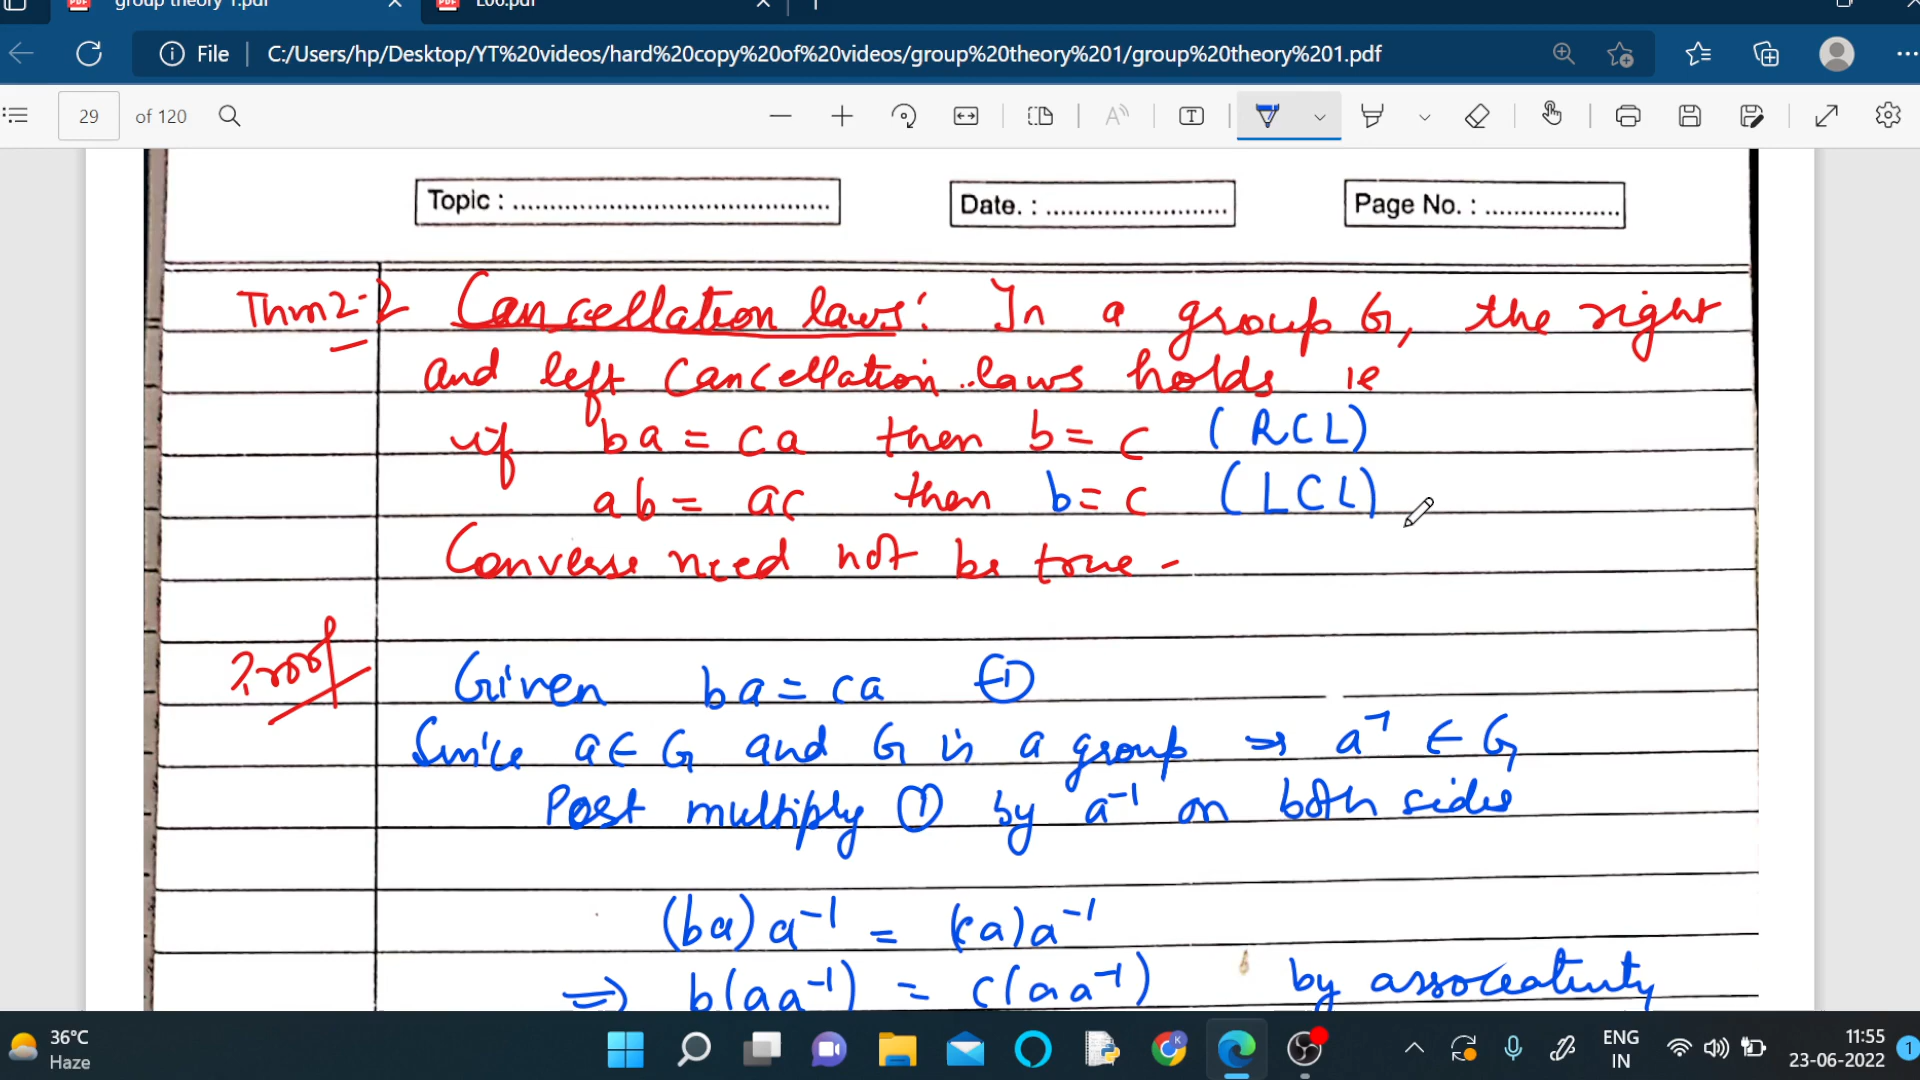 group theory 1.pdf
L06.pdf
File
C:/Users/hp/Desktop/YT%20videos/hard%20copy%20of%20videos/group%20theory%201/group%20theory%201.pdf
29 of 120
Topic : ............ Date. : ............ Page No. : ............
Thm 2.2 Cancellation laws: In a group G, the right
and left cancellation laws holds ie
if ba = ca then b = c (RCL)
ab = ac then b = c (LCL)
Converse need not be true -
Proof Given ba = ca ①
Since a ∈ G and G is a group ⇒ a⁻¹ ∈ G
Post multiply ① by a⁻¹ on both sides
(ba)a⁻¹ = (ca)a⁻¹
⇒ b(aa⁻¹) = c(aa⁻¹) by associativity
36°C
Haze
ENG
IN
11:55
23-06-2022
1